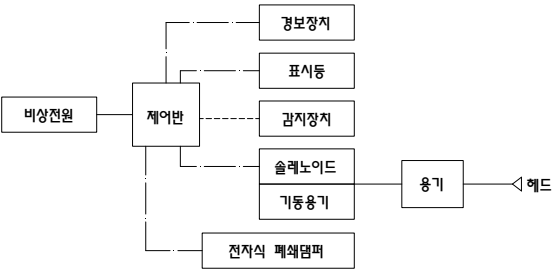 경보장치
표시등
비상전원
제어반
감지장치
솔레노이드
기동용기
용기
헤드
전자식 폐쇄댐퍼